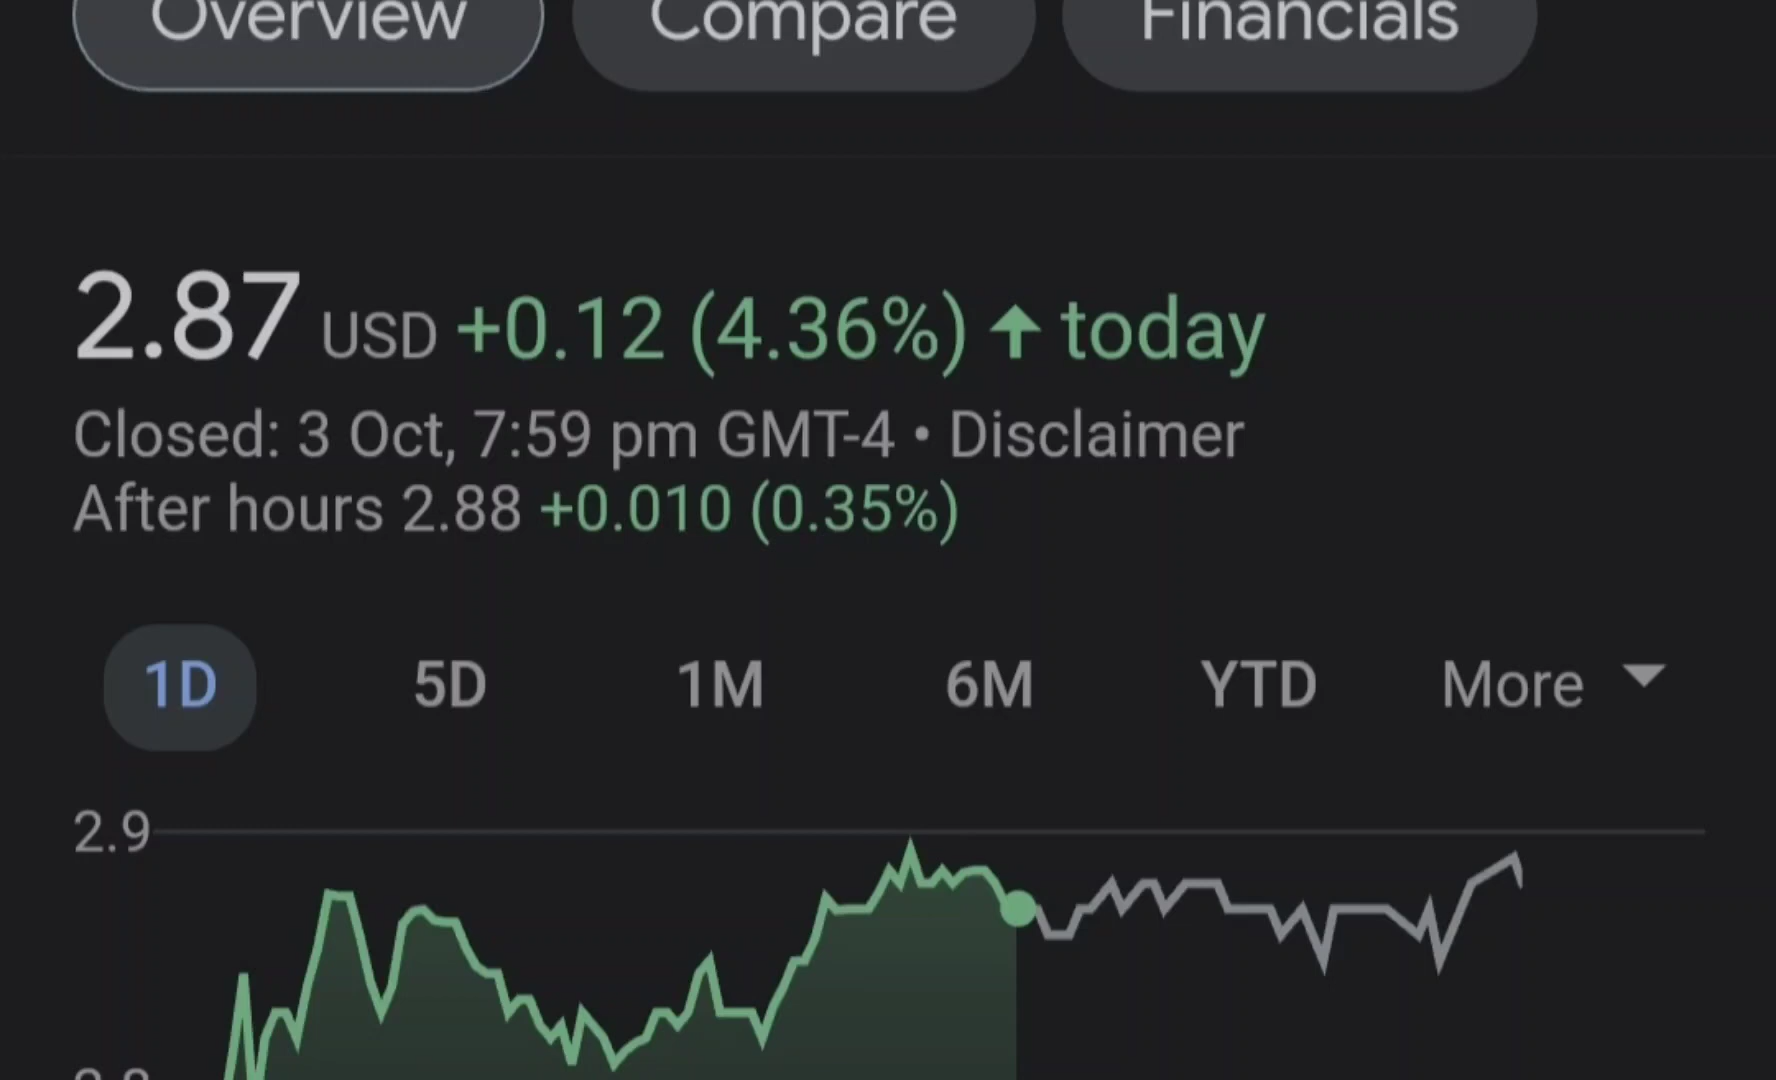 Overview Compare Financials
2.87 USD +0.12 (4.36%) ↑ today
Closed: 3 Oct, 7:59 pm GMT-4 • Disclaimer
After hours 2.88 +0.010 (0.35%)
1D 5D 1M 6M YTD More
2.9